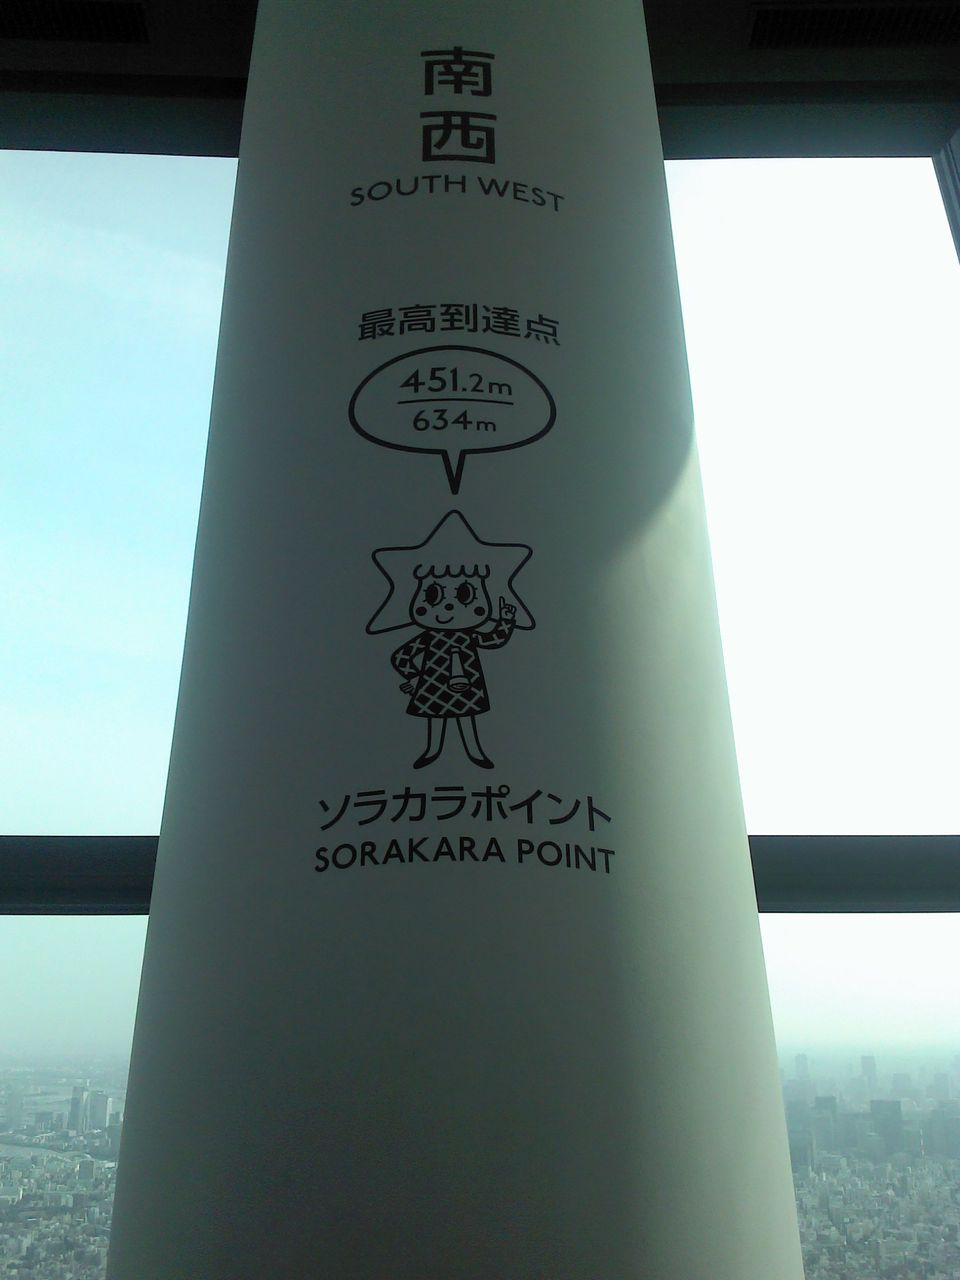 南
西
SOUTH WEST
最高到達点
451.2m
634m
ソラカラポイント
SORAKARA POINT